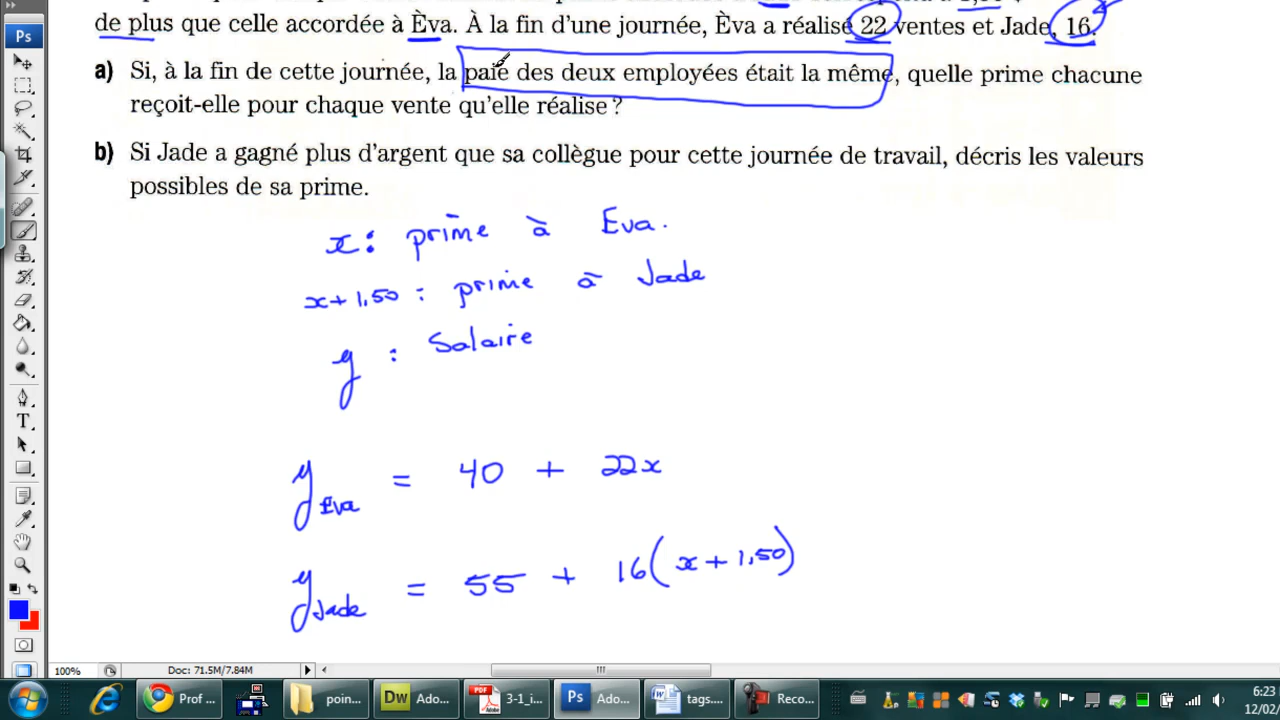 de plus que celle accordée à Èva. À la fin d'une journée, Èva a réalisé 22 ventes et Jade, 16.
a) Si, à la fin de cette journée, la paie des deux employées était la même, quelle prime chacune
reçoit-elle pour chaque vente qu'elle réalise ?
b) Si Jade a gagné plus d'argent que sa collègue pour cette journée de travail, décris les valeurs
possibles de sa prime.
x : prime à Eva.
x + 1,50 : prime à Jade
y : Salaire
y Eva = 40 + 22x
y Jade = 55 + 16(x + 1,50)
Ps
T
100% Doc: 71.5M/7.84M
Prof ...
poin...
Dw Ado...
3-1_i...
Ps Ado...
tags....
Reco...
6:23
12/02/